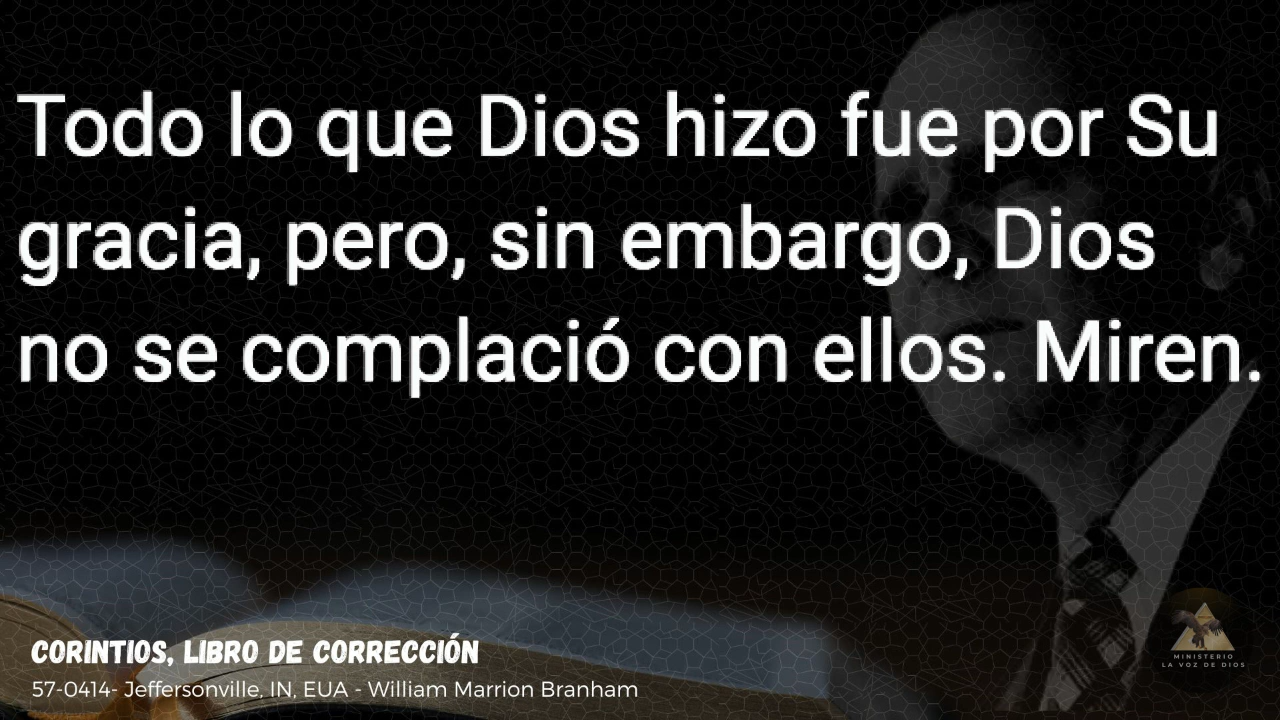 Todo lo que Dios hizo fue por Su
gracia, pero, sin embargo, Dios
no se complació con ellos. Miren.
CORINTIOS, LIBRO DE CORRECCIÓN
57-0414- Jeffersonville, IN, EUA - William Marrion Branham
MINISTERIO
LA VOZ DE DIOS